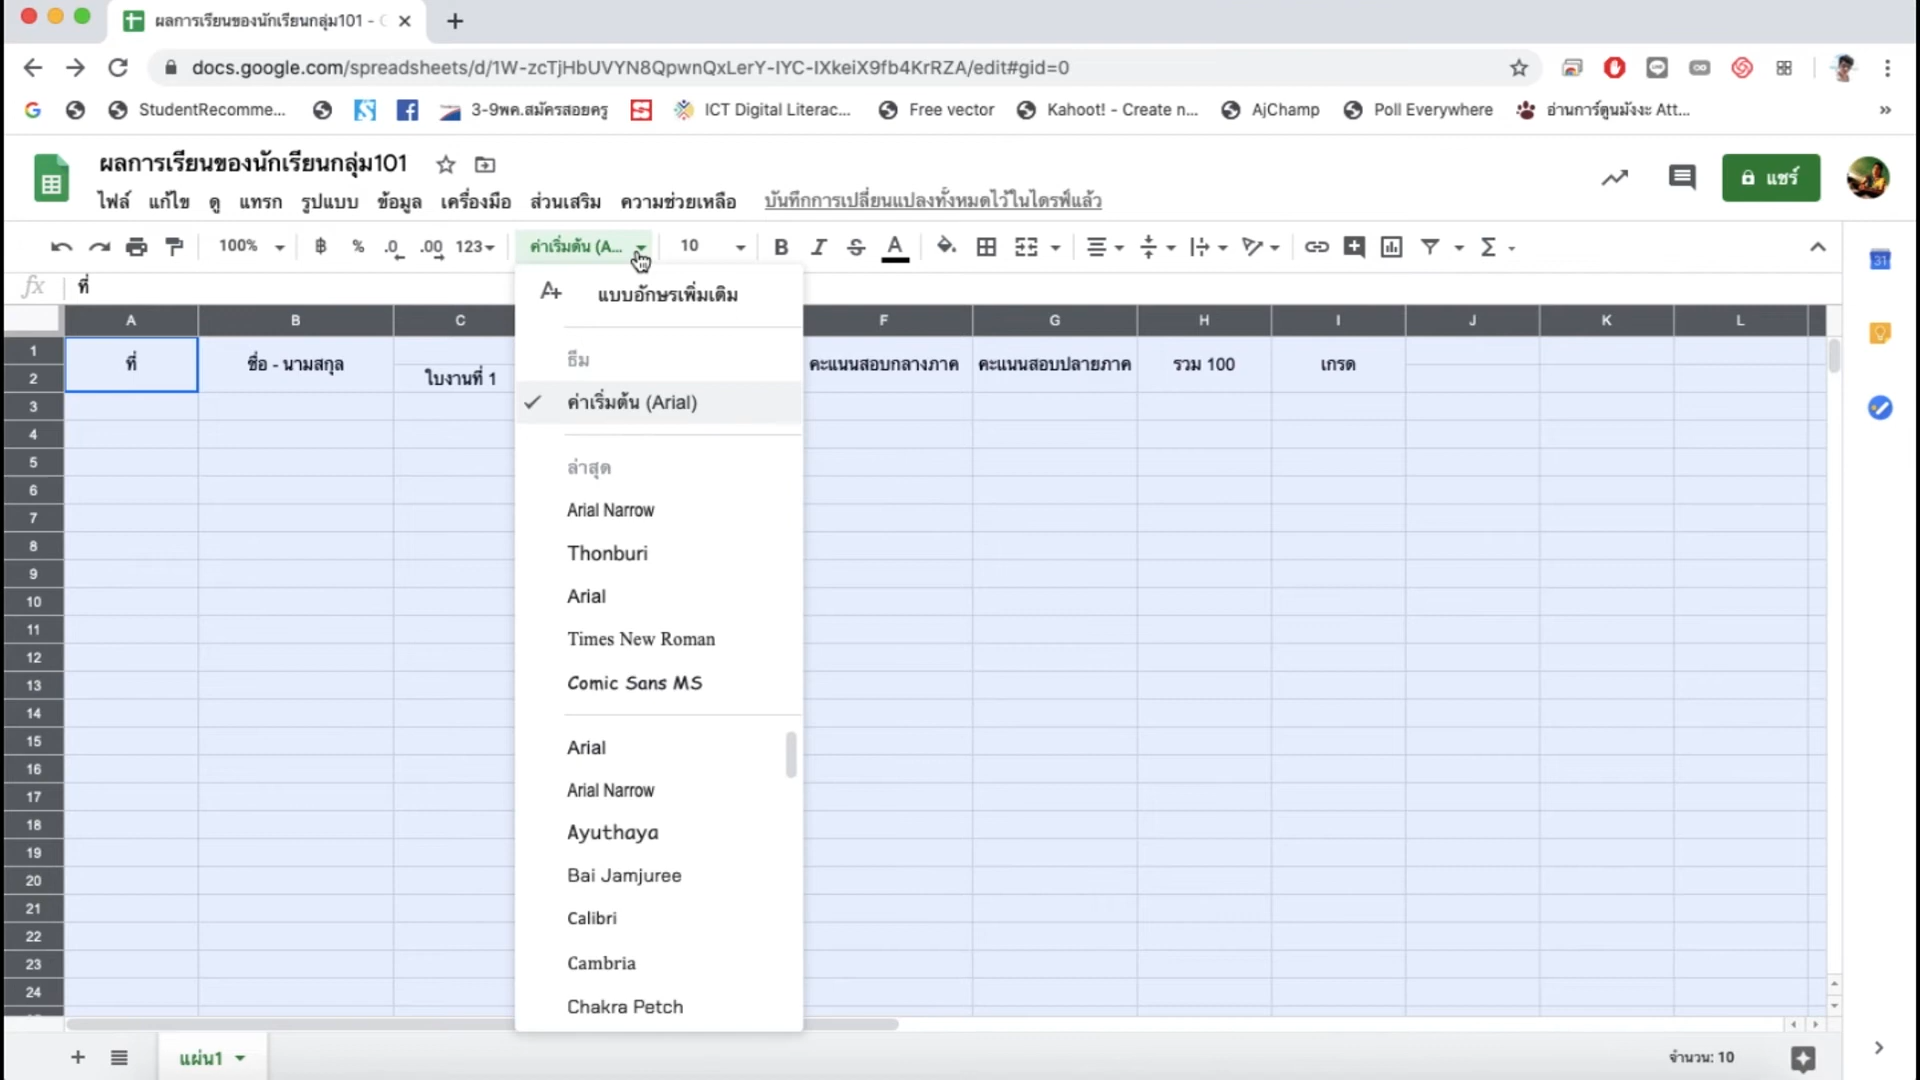 ผลการเรียนของนักเรียนกลุ่ม101 - G
docs.google.com/spreadsheets/d/1W-zcTjHbUVYN8QpwnQxLerY-IYC-IXkeiX9fb4KrRZA/edit#gid=0
StudentRecomme... 3-9พค.สมัครสอยครู ICT Digital Literac... Free vector Kahoot! - Create n... AjChamp Poll Everywhere อ่านการ์ตูนมังงะ Att... »
ผลการเรียนของนักเรียนกลุ่ม101
แชร์
ไฟล์ แก้ไข ดู แทรก รูปแบบ ข้อมูล เครื่องมือ ส่วนเสริม ความช่วยเหลือ บันทึกการเปลี่ยนแปลงทั้งหมดไว้ในไดรฟ์แล้ว
100% ฿ % .0 .00 123 ค่าเริ่มต้น (A... 10 B I S A Σ
31
fx ที่
แบบอักษรเพิ่มเติม
A B C F G H I J K L
1 ที่ ชื่อ - นามสกุล คะแนนสอบกลางภาค คะแนนสอบปลายภาค รวม 100 เกรด
2 ใบงานที่ 1
ธีม
ค่าเริ่มต้น (Arial)
ล่าสุด
Arial Narrow
Thonburi
Arial
Times New Roman
Comic Sans MS
Arial
Arial Narrow
Ayuthaya
Bai Jamjuree
Calibri
Cambria
Chakra Petch
3
4
5
6
7
8
9
10
11
12
13
14
15
16
17
18
19
20
21
22
23
24
แผ่น1
จำนวน: 10